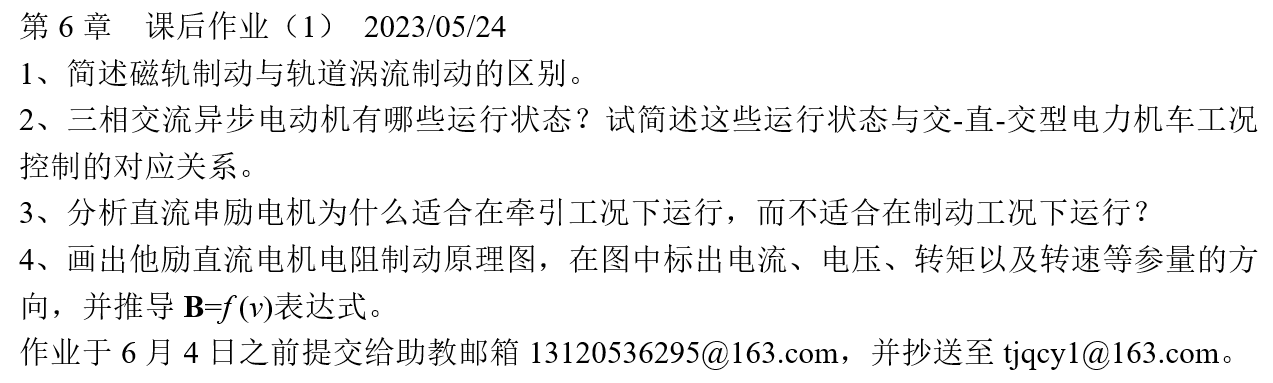 第 6 章　课后作业（1） 2023/05/24
1、简述磁轨制动与轨道涡流制动的区别。
2、三相交流异步电动机有哪些运行状态？试简述这些运行状态与交-直-交型电力机车工况
控制的对应关系。
3、分析直流串励电机为什么适合在牵引工况下运行，而不适合在制动工况下运行？
4、画出他励直流电机电阻制动原理图，在图中标出电流、电压、转矩以及转速等参量的方
向，并推导 B=f (v)表达式。
作业于 6 月 4 日之前提交给助教邮箱 13120536295@163.com，并抄送至 tjqcy1@163.com。